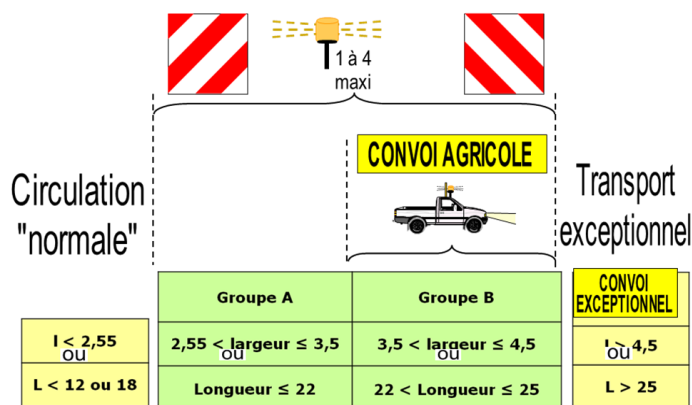 1 à 4
maxi
CONVOI AGRICOLE
Circulation
"normale"
Transport
exceptionnel
Groupe A
Groupe B
CONVOI
EXCEPTIONNEL
l < 2,55
ou
2,55 < largeur ≤ 3,5
ou
3,5 < largeur ≤ 4,5
ou
l > 4,5
ou
L < 12 ou 18
Longueur ≤ 22
22 < Longueur ≤ 25
L > 25